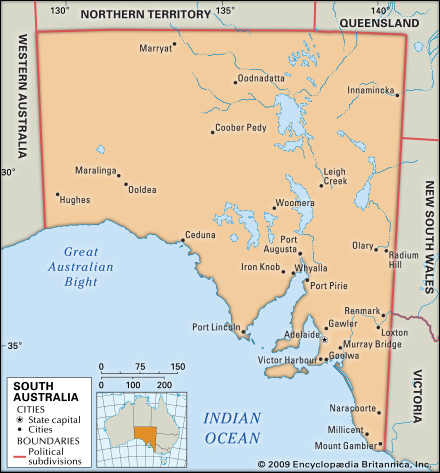 130°
135°
140°
NORTHERN TERRITORY
QUEENSLAND
WESTERN AUSTRALIA
Marryat
Oodnadatta
Innamincka
Coober Pedy
30°
Maralinga
Ooldea
Hughes
Leigh
Creek
Woomera
NEW SOUTH WALES
Ceduna
Port
Augusta
Olary
Radium
Hill
Great
Australian
Bight
Iron Knob
Whyalla
Port Pirie
Renmark
Port Lincoln
Gawler
Adelaide
Loxton
Murray Bridge
35°
Victor Harbour
Goolwa
VICTORIA
0 75 150 mi
0 100 200 km
SOUTH
AUSTRALIA
CITIES
State capital
Cities
BOUNDARIES
Political
subdivisions
INDIAN
OCEAN
Naracoorte
Millicent
Mount Gambier
© 2009 Encyclopædia Britannica, Inc.